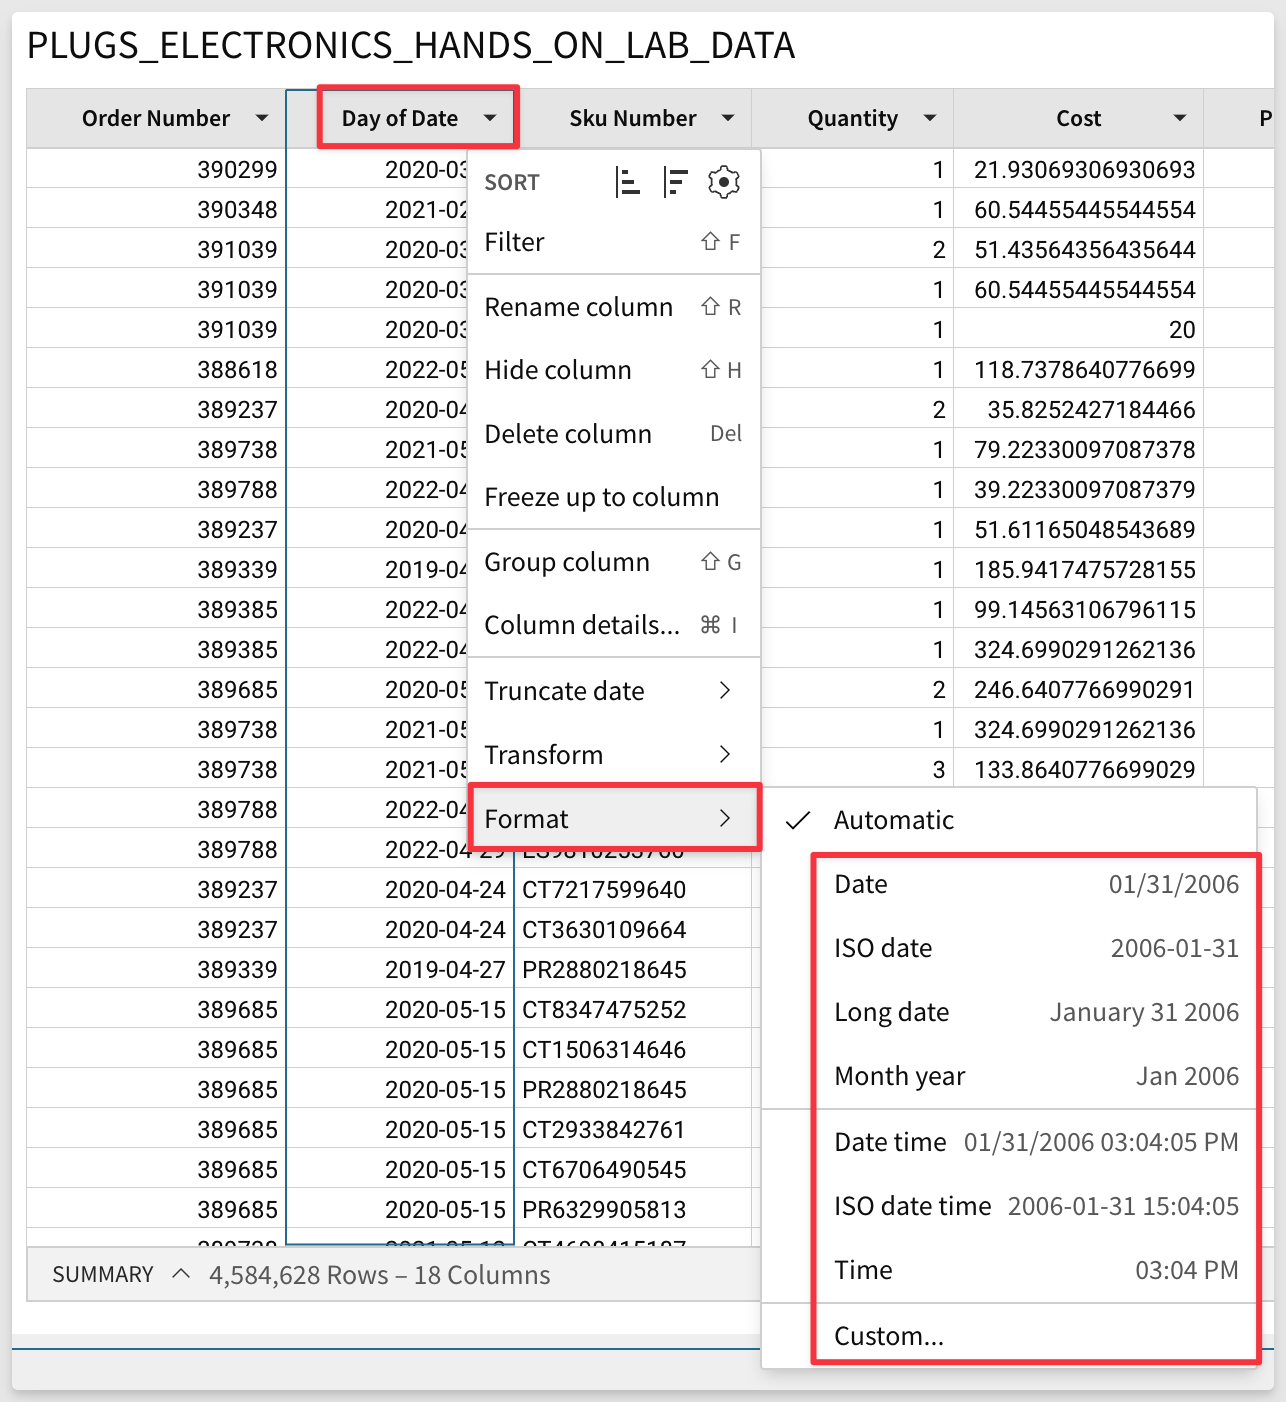 PLUGS_ELECTRONICS_HANDS_ON_LAB_DATA
Order Number Day of Date Sku Number Quantity Cost P
390299 2020-03 1 21.93069306930693
390348 2021-02 1 60.54455445544554
391039 2020-03 2 51.43564356435644
391039 2020-03 1 60.54455445544554
391039 2020-03 1 20
388618 2022-05 1 118.7378640776699
389237 2020-04 2 35.8252427184466
389738 2021-05 1 79.22330097087378
389788 2022-04 1 39.22330097087379
389237 2020-04 1 51.61165048543689
389339 2019-04 1 185.9417475728155
389385 2022-04 1 99.14563106796115
389385 2022-04 1 324.6990291262136
389685 2020-05 2 246.6407766990291
389738 2021-05 1 324.6990291262136
389738 2021-05 3 133.8640776699029
389788 2022-04
389788 2022-04-29
389237 2020-04-24 CT7217599640
389237 2020-04-24 CT3630109664
389339 2019-04-27 PR2880218645
389685 2020-05-15 CT8347475252
389685 2020-05-15 CT1506314646
389685 2020-05-15 PR2880218645
389685 2020-05-15 CT2933842761
389685 2020-05-15 CT6706490545
389685 2020-05-15 PR6329905813
SUMMARY 4,584,628 Rows – 18 Columns
SORT
Filter ⇧ F
Rename column ⇧ R
Hide column ⇧ H
Delete column Del
Freeze up to column
Group column ⇧ G
Column details... ⌘ I
Truncate date
Transform
Format
Automatic
Date 01/31/2006
ISO date 2006-01-31
Long date January 31 2006
Month year Jan 2006
Date time 01/31/2006 03:04:05 PM
ISO date time 2006-01-31 15:04:05
Time 03:04 PM
Custom...